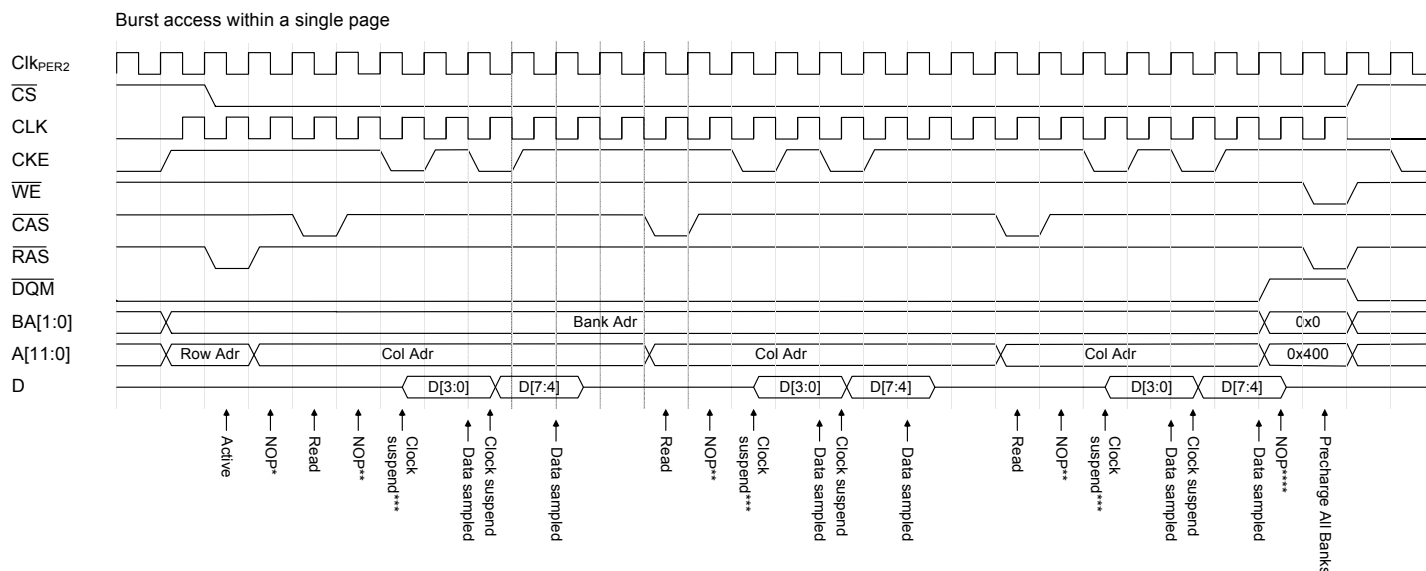 Burst access within a single page
ClkPER2
CS
CLK
CKE
WE
CAS
RAS
DQM
BA[1:0] Bank Adr 0x0
A[11:0] Row Adr Col Adr Col Adr Col Adr 0x400
D D[3:0] D[7:4] D[3:0] D[7:4] D[3:0] D[7:4]
Active
NOP*
Read
NOP**
Clock
suspend***
Data sampled
Clock suspend
Data sampled
Read
NOP**
Clock
suspend***
Data sampled
Clock suspend
Data sampled
Read
NOP**
Clock
suspend***
Data sampled
Clock suspend
Data sampled
NOP****
Precharge All Banks